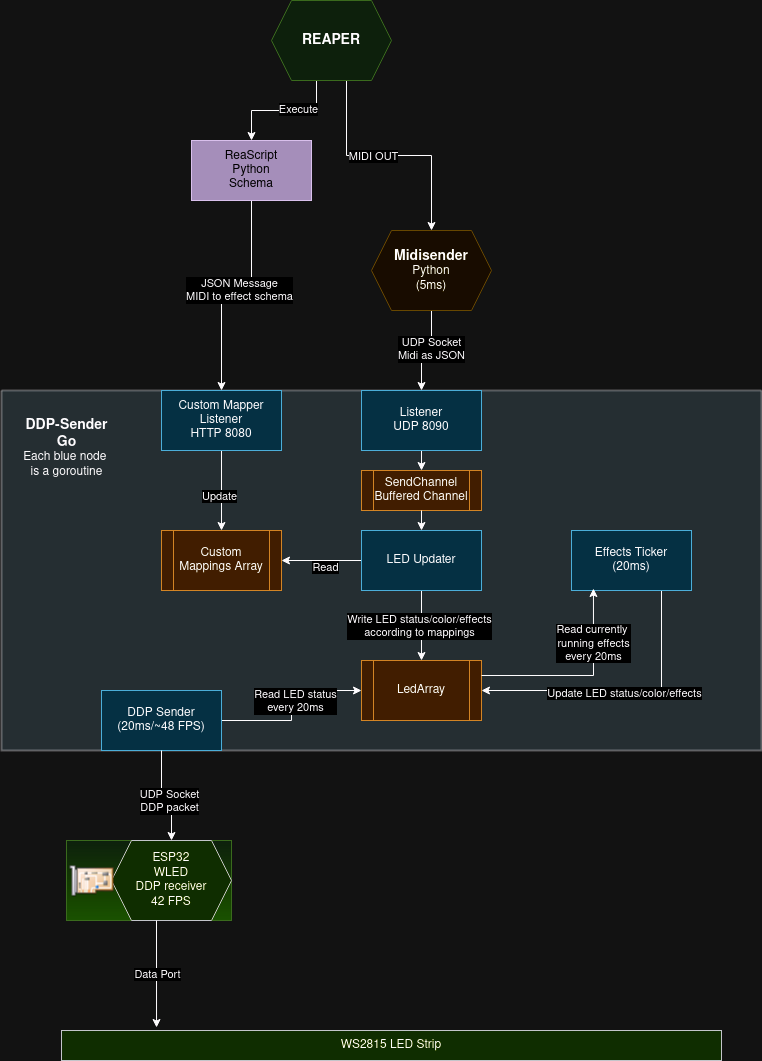 REAPER
Execute
ReaScript
Python
Schema
MIDI OUT
Midisender
Python
(5ms)
JSON Message
MIDI to effect schema
UDP Socket
Midi as JSON
DDP-Sender
Go
Each blue node
is a goroutine
Custom Mapper
Listener
HTTP 8080
Listener
UDP 8090
SendChannel
Buffered Channel
Update
Custom
Mappings Array
Read
LED Updater
Effects Ticker
(20ms)
Write LED status/color/effects
according to mappings
Read currently
running effects
every 20ms
LedArray
Update LED status/color/effects
Read LED status
every 20ms
DDP Sender
(20ms/~48 FPS)
UDP Socket
DDP packet
ESP32
WLED
DDP receiver
42 FPS
Data Port
WS2815 LED Strip